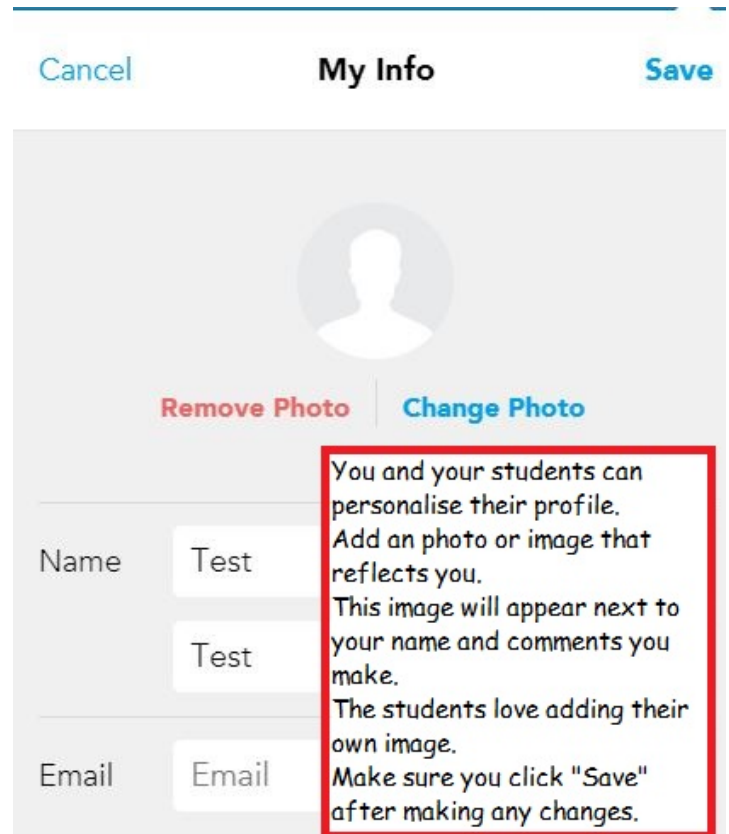 Cancel My Info Save
Remove Photo Change Photo
You and your students can
personalise their profile.
Add an photo or image that
reflects you.
This image will appear next to
your name and comments you
make.
The students love adding their
own image.
Make sure you click "Save"
after making any changes.
Name Test
Test
Email Email